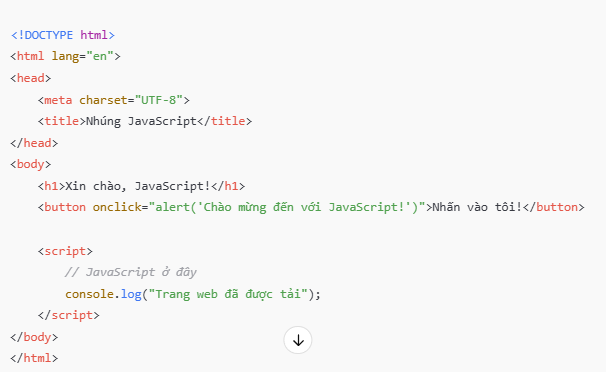 <!DOCTYPE html>
<html lang="en">
<head>
    <meta charset="UTF-8">
    <title>Nhúng JavaScript</title>
</head>
<body>
    <h1>Xin chào, JavaScript!</h1>
    <button onclick="alert('Chào mừng đến với JavaScript!')">Nhấn vào tôi!</button>

    <script>
        // JavaScript ở đây
        console.log("Trang web đã được tải");
    </script>
</body>
</html>